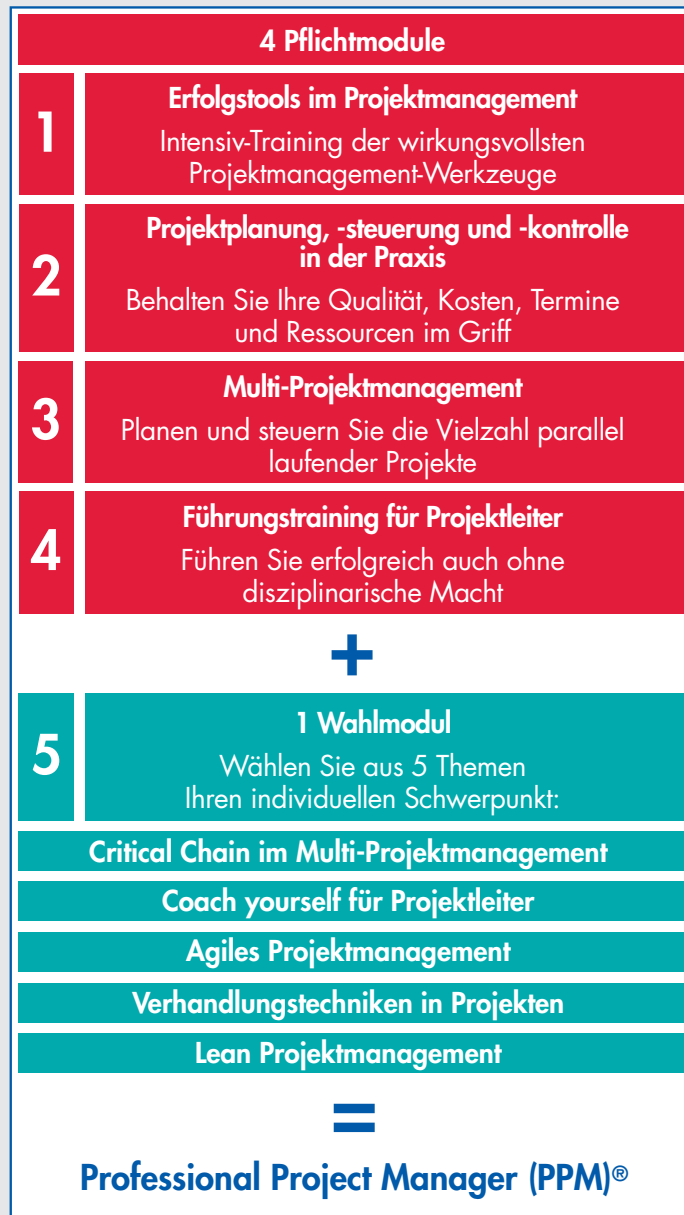 4 Pflichtmodule
1
Erfolgstools im Projektmanagement
Intensiv-Training der wirkungsvollsten
Projektmanagement-Werkzeuge
2
Projektplanung, -steuerung und -kontrolle
in der Praxis
Behalten Sie Ihre Qualität, Kosten, Termine
und Ressourcen im Griff
3
Multi-Projektmanagement
Planen und steuern Sie die Vielzahl parallel
laufender Projekte
4
Führungstraining für Projektleiter
Führen Sie erfolgreich auch ohne
disziplinarische Macht
+
5
1 Wahlmodul
Wählen Sie aus 5 Themen
Ihren individuellen Schwerpunkt:
Critical Chain im Multi-Projektmanagement
Coach yourself für Projektleiter
Agiles Projektmanagement
Verhandlungstechniken in Projekten
Lean Projektmanagement
=
Professional Project Manager (PPM)®